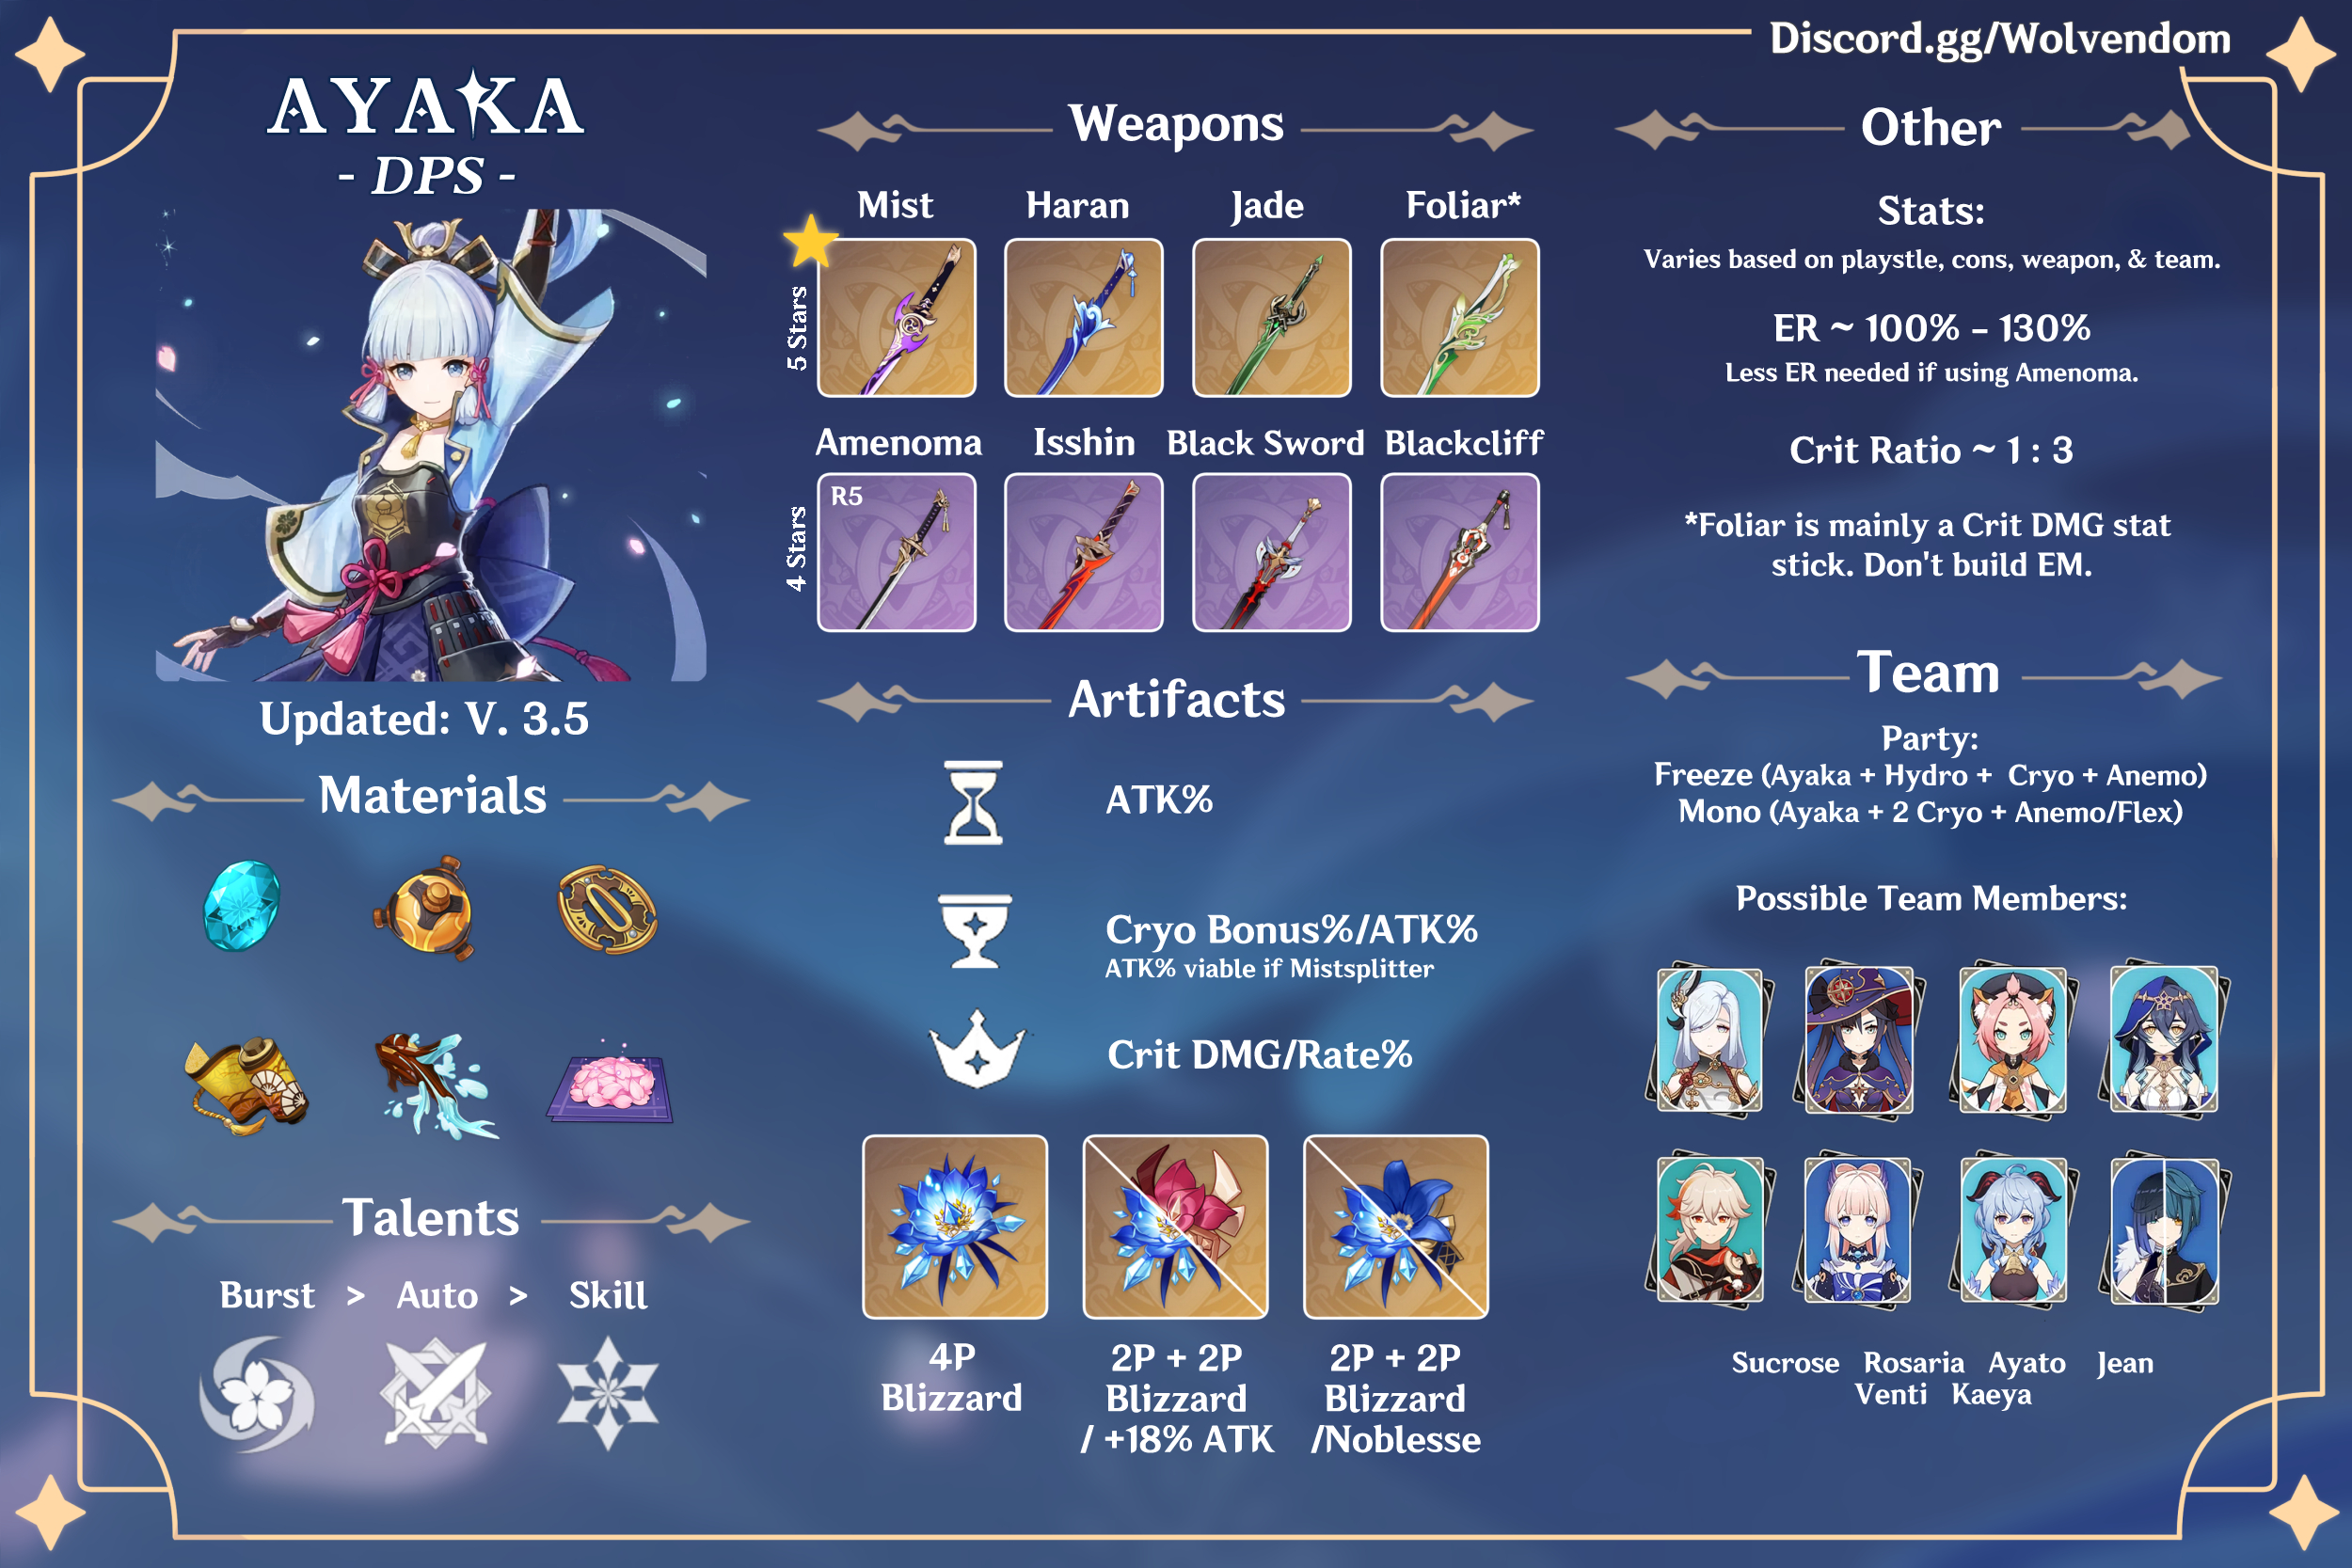 Discord.gg/Wolvendom
AYAKA
- DPS -
Updated: V. 3.5
Materials
Talents
Burst > Auto > Skill
Weapons
Mist Haran Jade Foliar*
5 Stars
Amenoma Isshin Black Sword Blackcliff
4 Stars
R5
Artifacts
ATK%
Cryo Bonus%/ATK%
ATK% viable if Mistsplitter
Crit DMG/Rate%
4P
Blizzard
2P + 2P
Blizzard
/ +18% ATK
2P + 2P
Blizzard
/Noblesse
Other
Stats:
Varies based on playstle, cons, weapon, & team.
ER ~ 100% - 130%
Less ER needed if using Amenoma.
Crit Ratio ~ 1 : 3
*Foliar is mainly a Crit DMG stat
stick. Don't build EM.
Team
Party:
Freeze (Ayaka + Hydro + Cryo + Anemo)
Mono (Ayaka + 2 Cryo + Anemo/Flex)
Possible Team Members:
Sucrose Rosaria Ayato Jean
Venti Kaeya